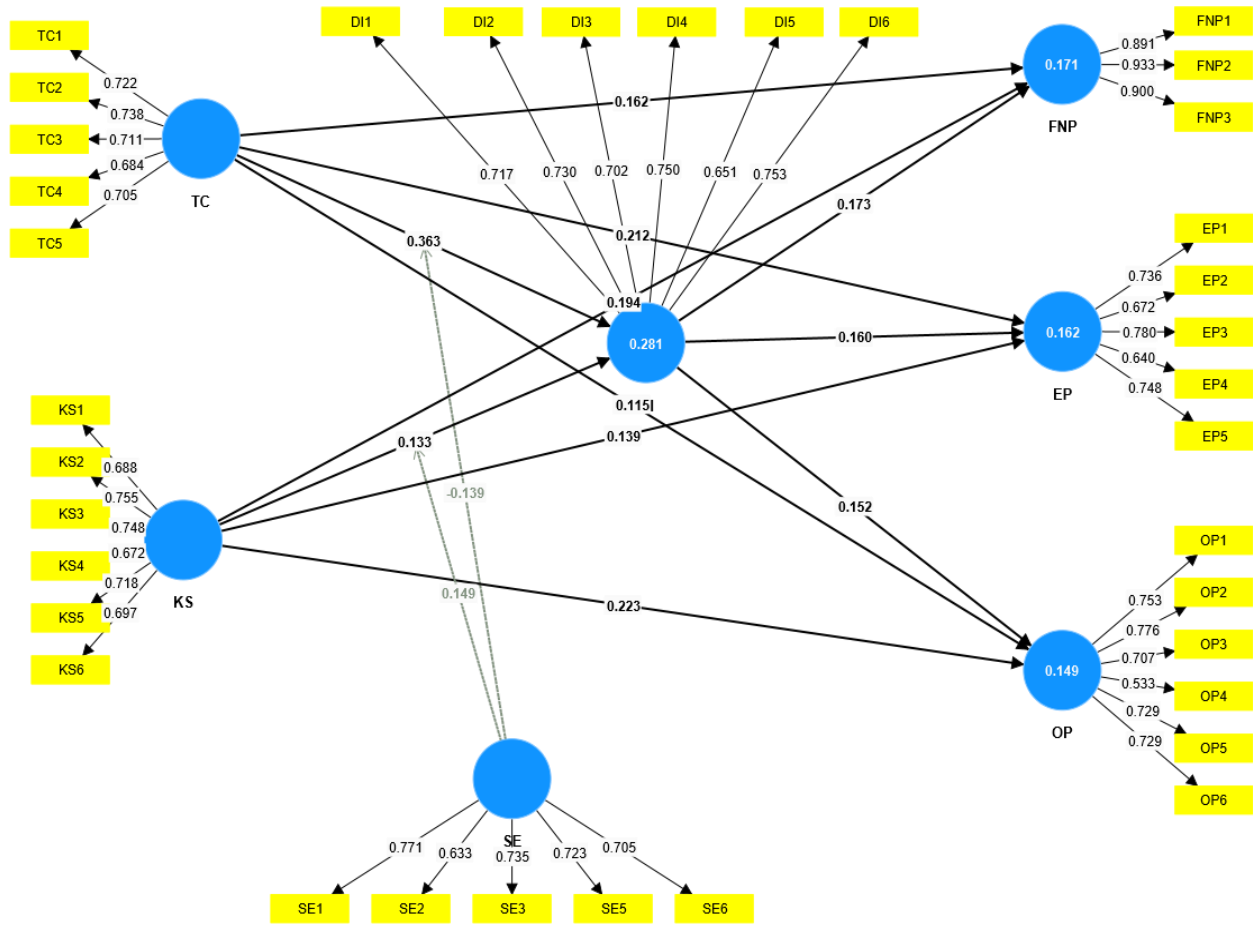 TC1
TC2
TC3
TC4
TC5
0.722
0.738
0.711
0.684
0.705
TC
DI1
DI2
DI3
DI4
DI5
DI6
0.717
0.730
0.702
0.750
0.651
0.753
0.281
FNP1
FNP2
FNP3
0.891
0.933
0.900
0.171
FNP
0.162
0.173
0.212
0.363
0.194
0.160
0.115
0.139
0.133
0.152
0.223
-0.139
0.149
EP1
EP2
EP3
EP4
EP5
0.736
0.672
0.780
0.640
0.748
0.162
EP
KS1
KS2
KS3
KS4
KS5
KS6
0.688
0.755
0.748
0.672
0.718
0.697
KS
OP1
OP2
OP3
OP4
OP5
OP6
0.753
0.776
0.707
0.533
0.729
0.729
0.149
OP
SE
0.771
0.633
0.735
0.723
0.705
SE1
SE2
SE3
SE5
SE6